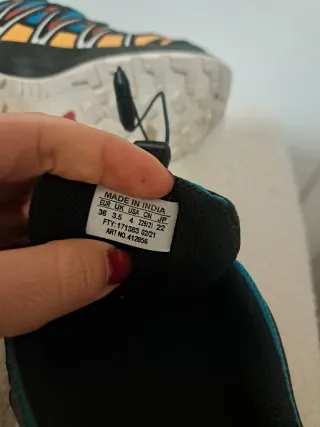 MADE IN INDIA
EUR UK USA CN JP
36 3.5 4 225(2) 22
FTY:171383 02/21
ART NO.412656